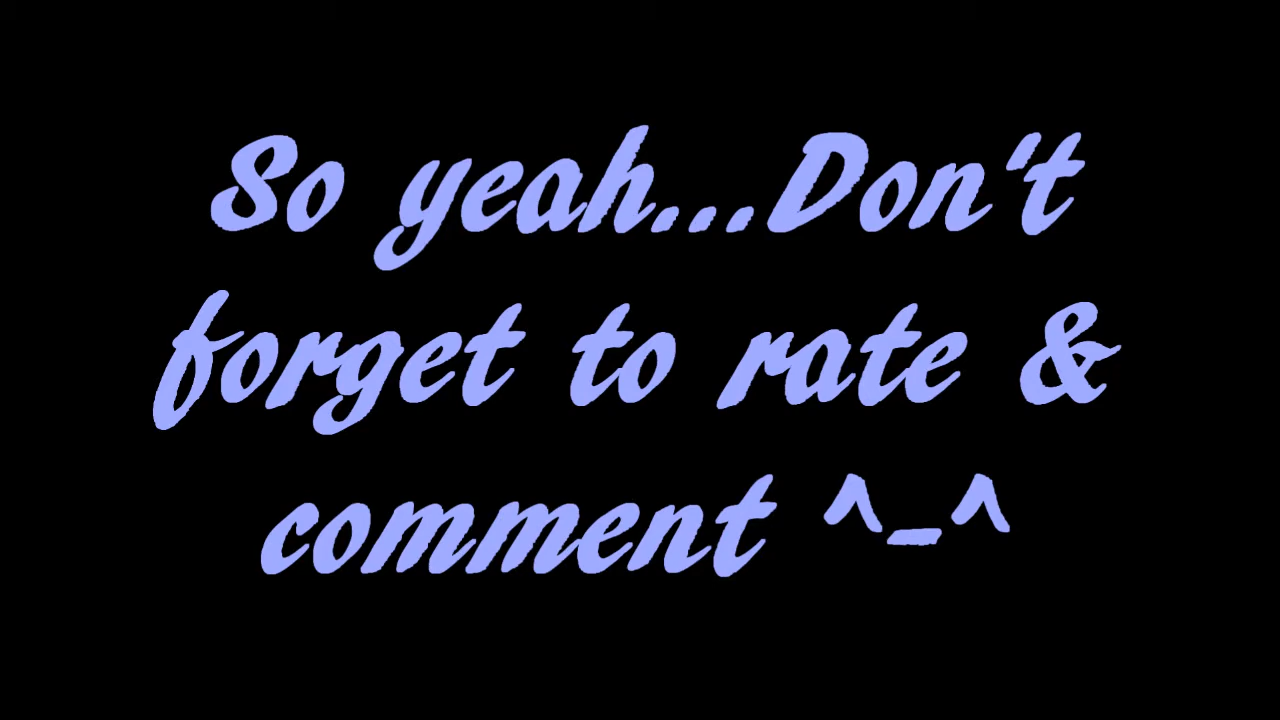 So yeah...Don't
forget to rate &
comment ^-^